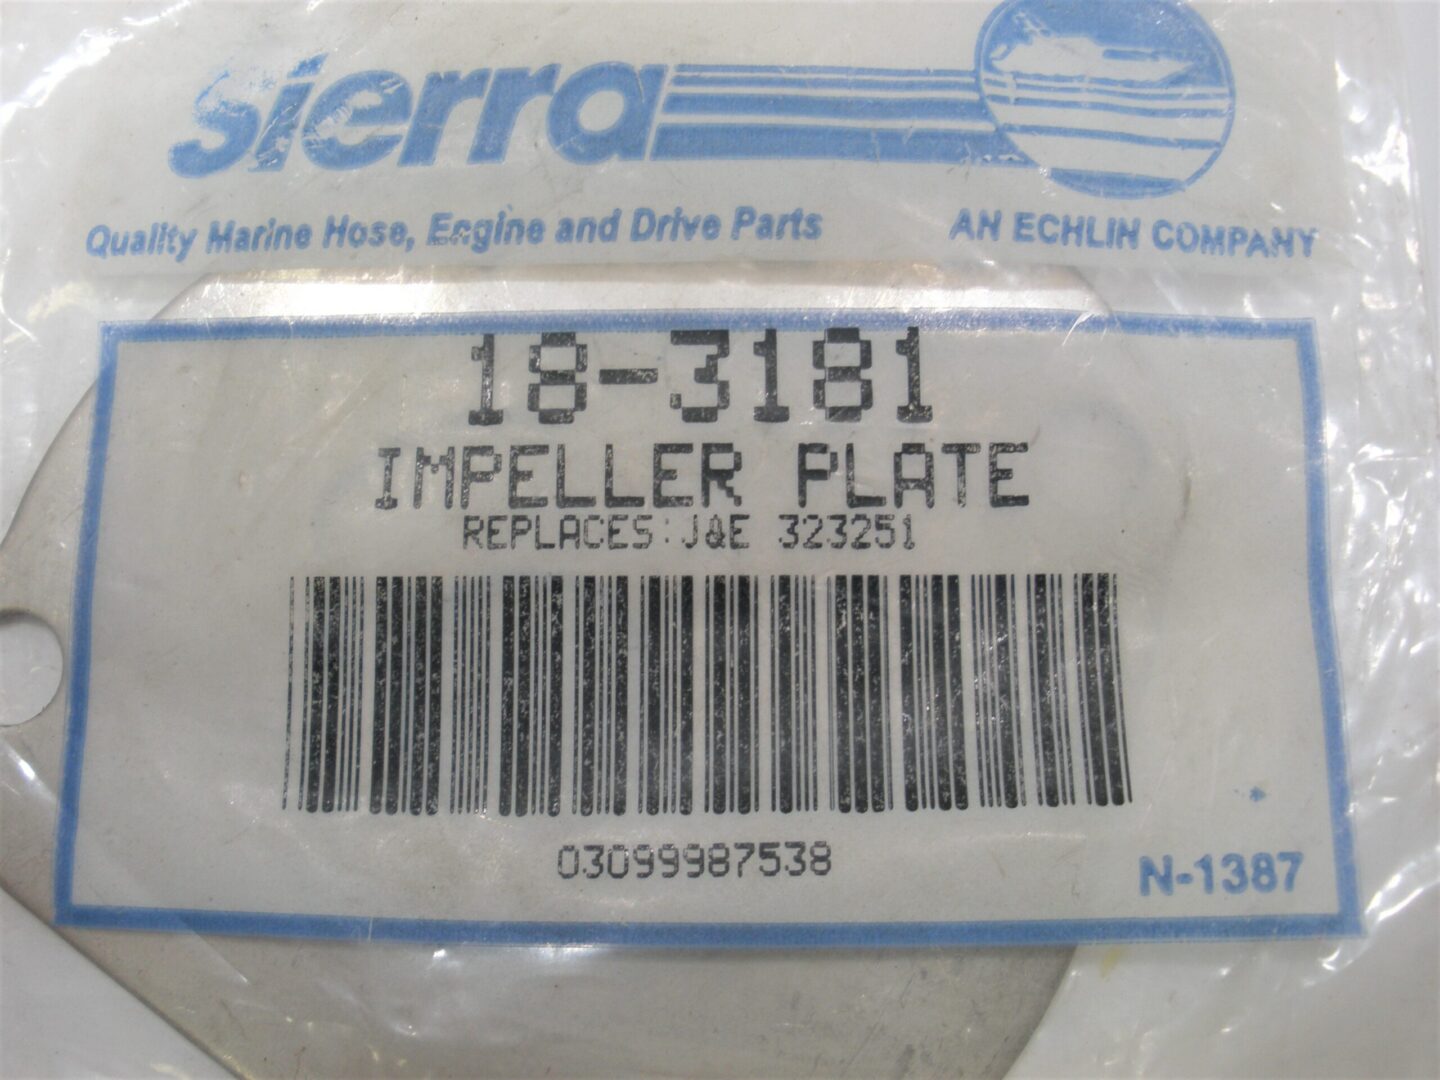 sierra
Quality Marine Hose, Engine and Drive Parts
AN ECHLIN COMPANY
18-3181
IMPELLER PLATE
REPLACES:J&E 323251
03099987538
N-1387